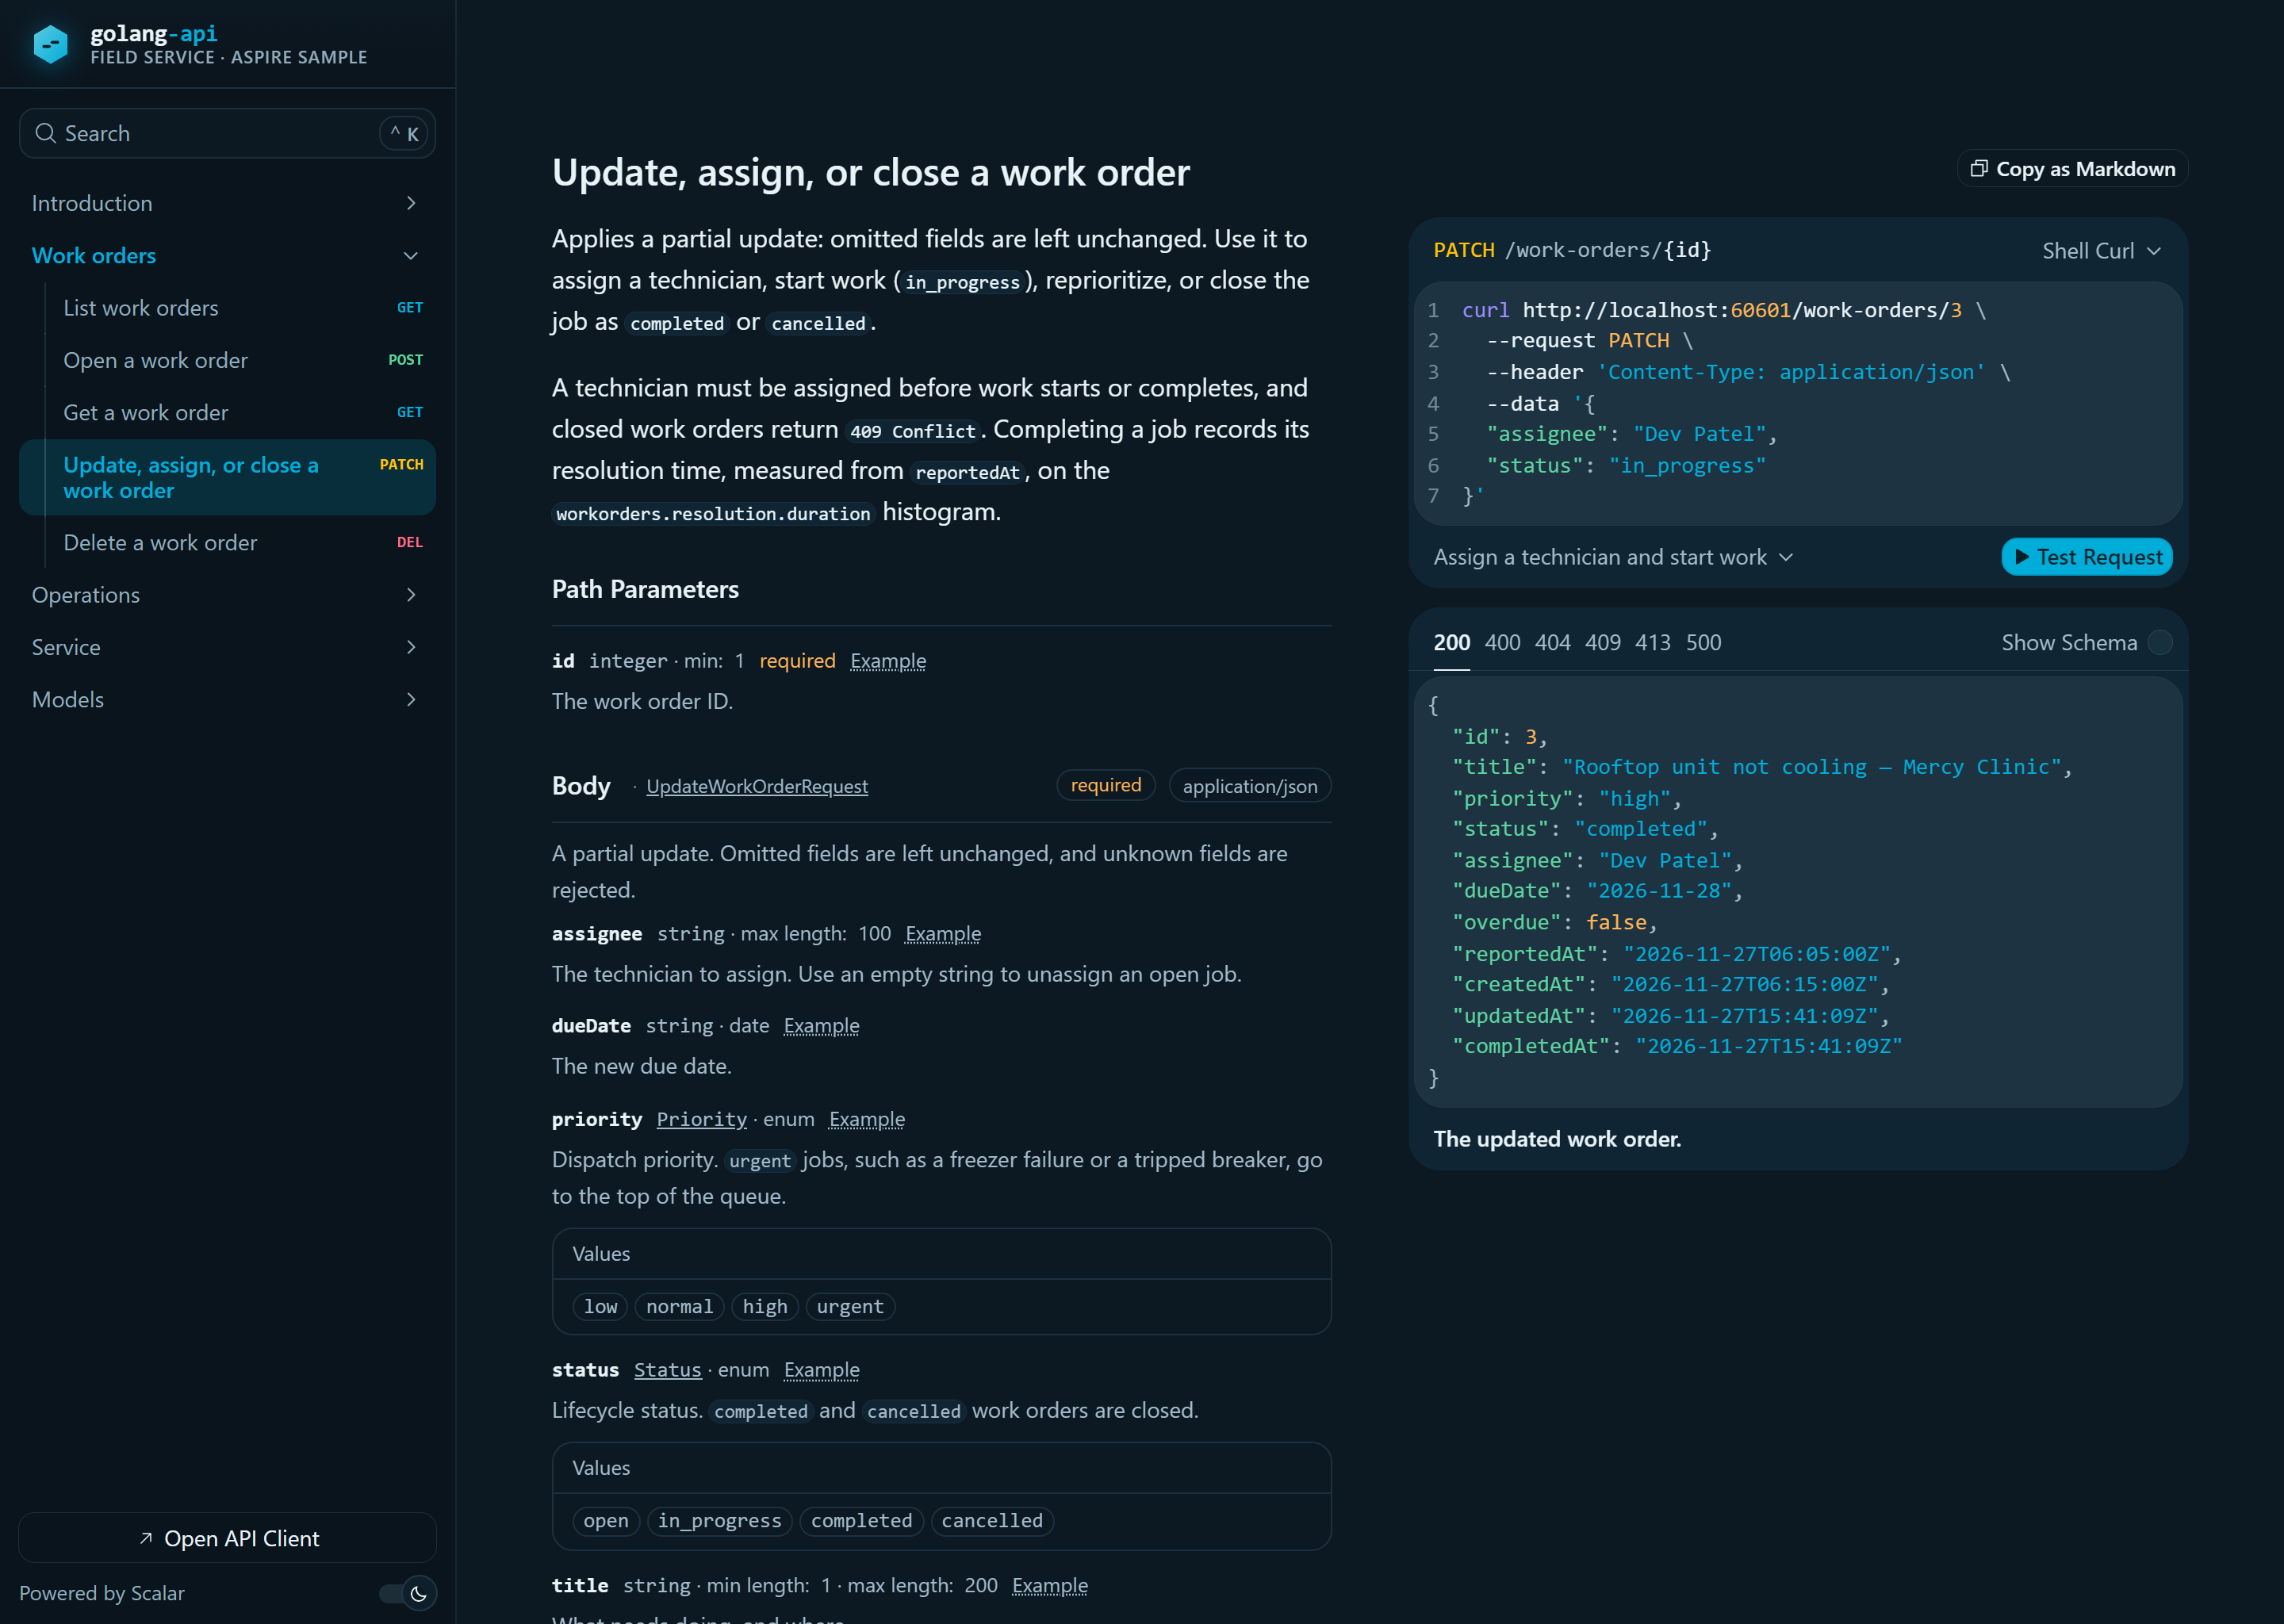 golang-api
FIELD SERVICE · ASPIRE SAMPLE
Search
^ K
Introduction
Work orders
List work orders GET
Open a work order POST
Get a work order GET
Update, assign, or close a PATCH
work order
Delete a work order DEL
Operations
Service
Models
Open API Client
Powered by Scalar
Update, assign, or close a work order
Applies a partial update: omitted fields are left unchanged. Use it to
assign a technician, start work (in_progress), reprioritize, or close the
job as completed or cancelled.
A technician must be assigned before work starts or completes, and
closed work orders return 409 Conflict. Completing a job records its
resolution time, measured from reportedAt, on the
workorders.resolution.duration histogram.
Path Parameters
id integer · min: 1 required Example
The work order ID.
Body · UpdateWorkOrderRequest required application/json
A partial update. Omitted fields are left unchanged, and unknown fields are
rejected.
assignee string · max length: 100 Example
The technician to assign. Use an empty string to unassign an open job.
dueDate string · date Example
The new due date.
priority Priority · enum Example
Dispatch priority. urgent jobs, such as a freezer failure or a tripped breaker, go
to the top of the queue.
Values
low normal high urgent
status Status · enum Example
Lifecycle status. completed and cancelled work orders are closed.
Values
open in_progress completed cancelled
title string · min length: 1 · max length: 200 Example
What needs doing, and where.
Copy as Markdown
PATCH /work-orders/{id} Shell Curl
1 curl http://localhost:60601/work-orders/3 \
2 --request PATCH \
3 --header 'Content-Type: application/json' \
4 --data '{
5 "assignee": "Dev Patel",
6 "status": "in_progress"
7 }'
Assign a technician and start work Test Request
200 400 404 409 413 500 Show Schema
{
"id": 3,
"title": "Rooftop unit not cooling — Mercy Clinic",
"priority": "high",
"status": "completed",
"assignee": "Dev Patel",
"dueDate": "2026-11-28",
"overdue": false,
"reportedAt": "2026-11-27T06:05:00Z",
"createdAt": "2026-11-27T06:15:00Z",
"updatedAt": "2026-11-27T15:41:09Z",
"completedAt": "2026-11-27T15:41:09Z"
}
The updated work order.